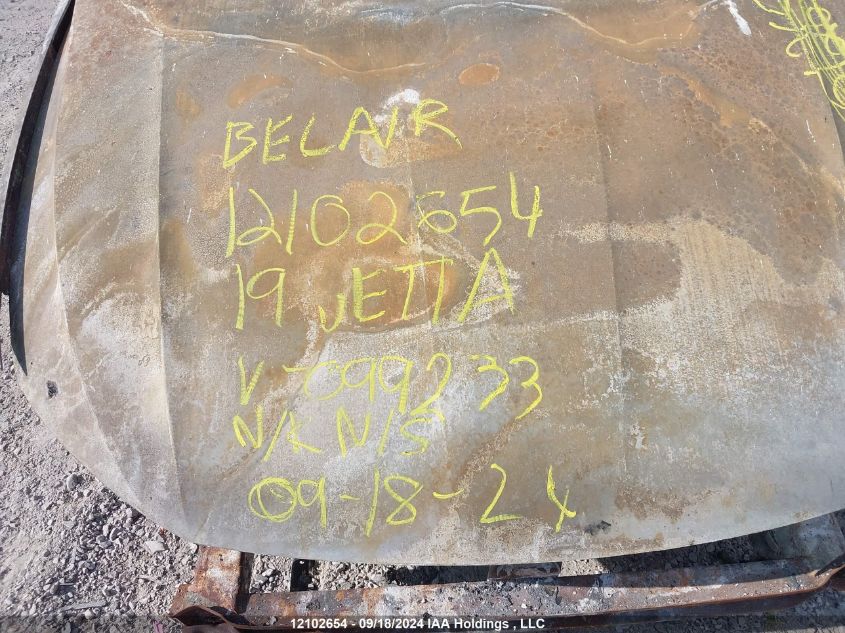 BELAIR
12102654
19 JETTA
V-099233
N/K N/S
09-18-24
12102654 - 09/18/2024 IAA Holdings , LLC